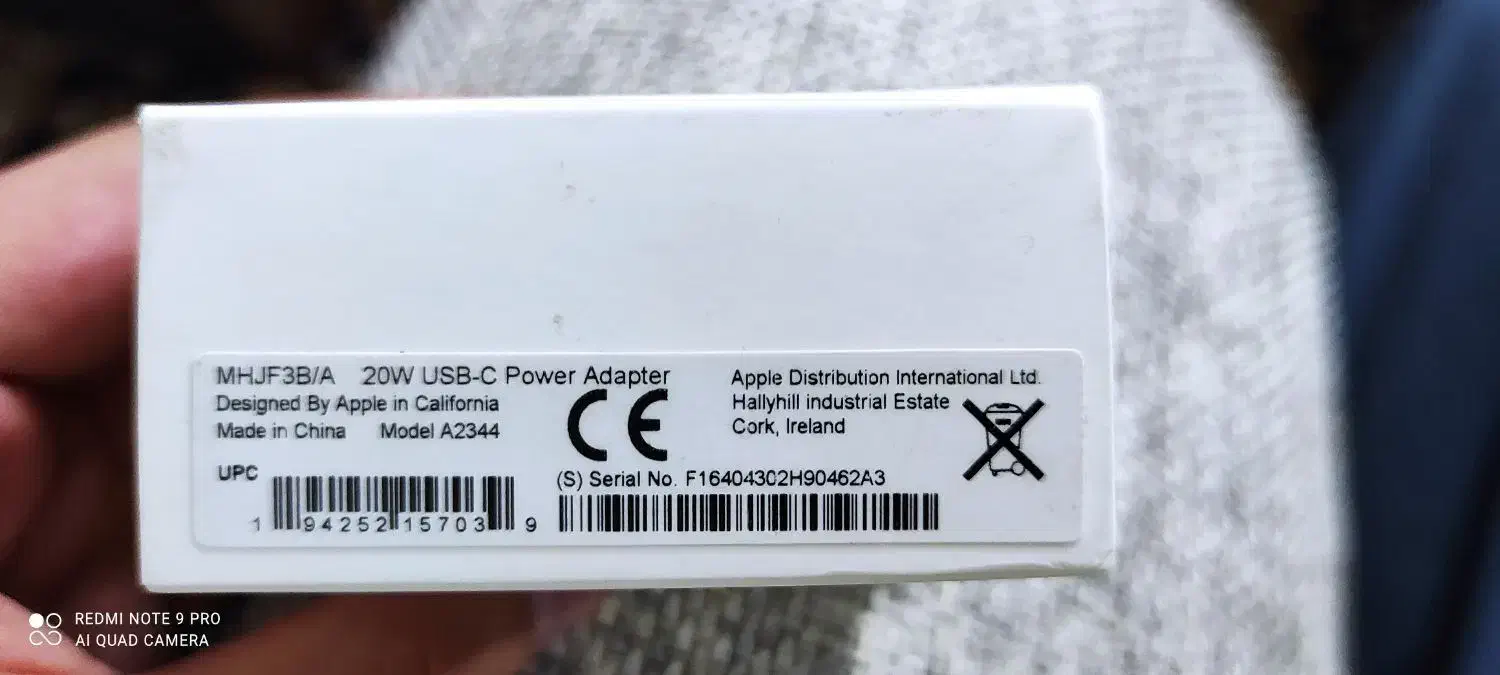 MHJF3B/A 20W USB-C Power Adapter
Designed By Apple in California
Made in China Model A2344
CE
Apple Distribution International Ltd.
Hallyhill industrial Estate
Cork, Ireland
UPC
1 94252 15703 9
(S) Serial No. F16404302H90462A3
REDMI NOTE 9 PRO
AI QUAD CAMERA